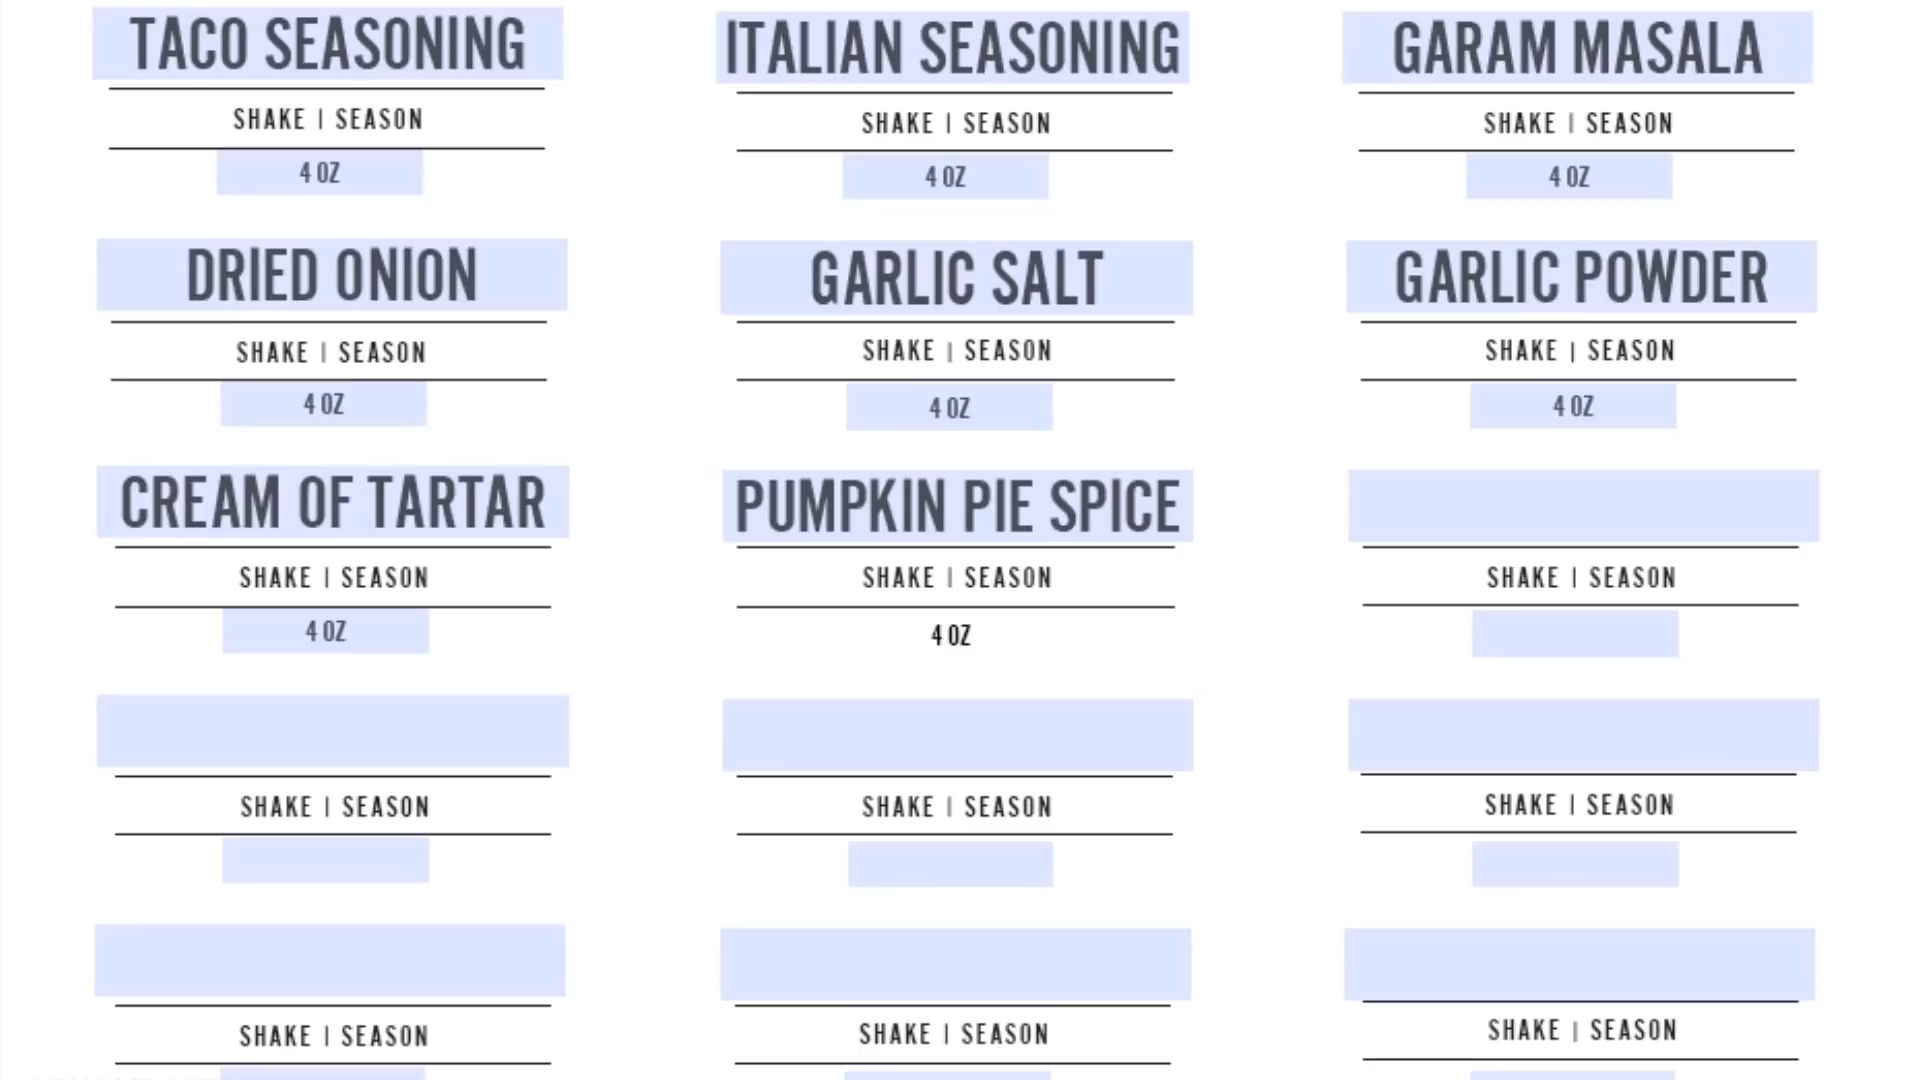 TACO SEASONING
SHAKE | SEASON
4 OZ
ITALIAN SEASONING
SHAKE | SEASON
4 OZ
GARAM MASALA
SHAKE | SEASON
4 OZ
DRIED ONION
SHAKE | SEASON
4 OZ
GARLIC SALT
SHAKE | SEASON
4 OZ
GARLIC POWDER
SHAKE | SEASON
4 OZ
CREAM OF TARTAR
SHAKE | SEASON
4 OZ
PUMPKIN PIE SPICE
SHAKE | SEASON
4 OZ
SHAKE | SEASON
SHAKE | SEASON
SHAKE | SEASON
SHAKE | SEASON
SHAKE | SEASON
SHAKE | SEASON
SHAKE | SEASON